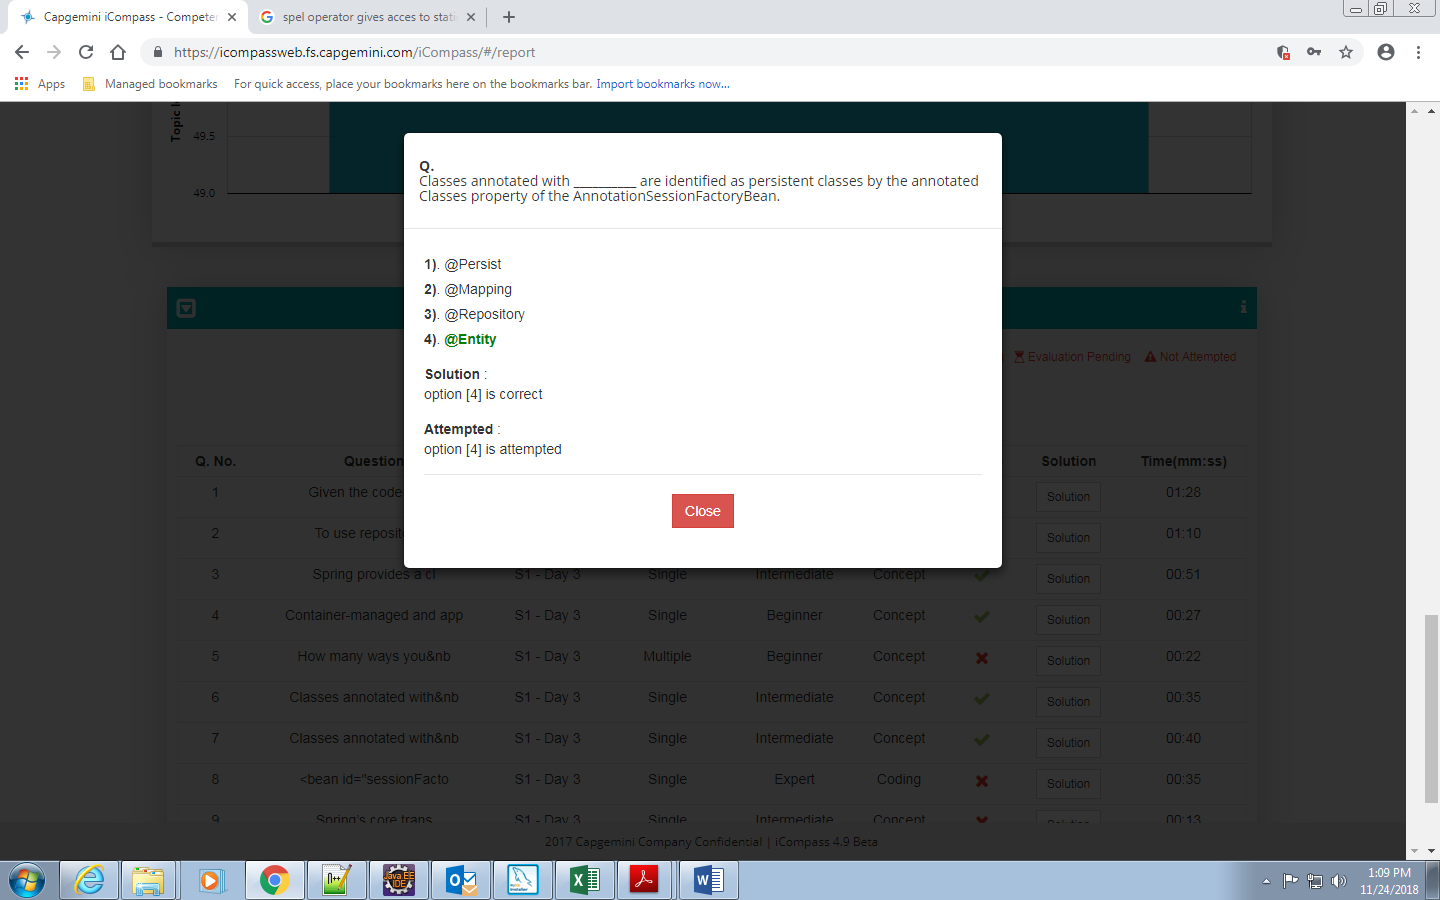 Capgemini iCompass - Competer
spel operator gives acces to stati
https://icompassweb.fs.capgemini.com/iCompass/#/report
Apps
Managed bookmarks
For quick access, place your bookmarks here on the bookmarks bar. Import bookmarks now...
49.5
49.0
Q.
Classes annotated with __________ are identified as persistent classes by the annotated
Classes property of the AnnotationSessionFactoryBean.
1). @Persist
2). @Mapping
3). @Repository
4). @Entity
Solution :
option [4] is correct
Attempted :
option [4] is attempted
Close
Evaluation Pending
Not Attempted
Q. No. Question Solution Time(mm:ss)
1 Given the code Solution 01:28
2 To use reposit Solution 01:10
3 Spring provides a cl S1 - Day 3 Single Intermediate Concept Solution 00:51
4 Container-managed and app S1 - Day 3 Single Beginner Concept Solution 00:27
5 How many ways you&nb S1 - Day 3 Multiple Beginner Concept Solution 00:22
6 Classes annotated with&nb S1 - Day 3 Single Intermediate Concept Solution 00:35
7 Classes annotated with&nb S1 - Day 3 Single Intermediate Concept Solution 00:40
8 <bean id="sessionFacto S1 - Day 3 Single Expert Coding Solution 00:35
9 Spring's core trans S1 - Day 3 Single Intermediate Concept Solution 00:13
2017 Capgemini Company Confidential | iCompass 4.9 Beta
1:09 PM
11/24/2018